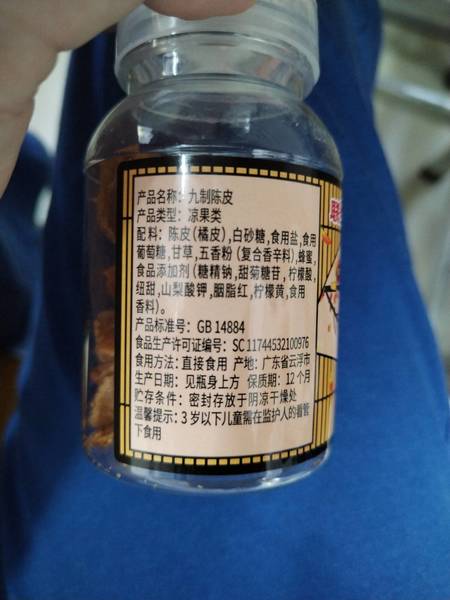 产品名称：九制陈皮
产品类型：凉果类
配料：陈皮（橘皮），白砂糖，食用盐，食用
葡萄糖，甘草，五香粉（复合香辛料），蜂蜜，
食品添加剂（糖精钠，甜菊糖苷，柠檬酸，
纽甜，山梨酸钾，胭脂红，柠檬黄，食用
香料）。
产品标准号：GB 14884
食品生产许可证编号：SC11744532100976
食用方法：直接食用 产地：广东省云浮市
生产日期：见瓶身上方 保质期：12个月
贮存条件：密封存放于阴凉干燥处
温馨提示：3岁以下儿童需在监护人的看管
下食用